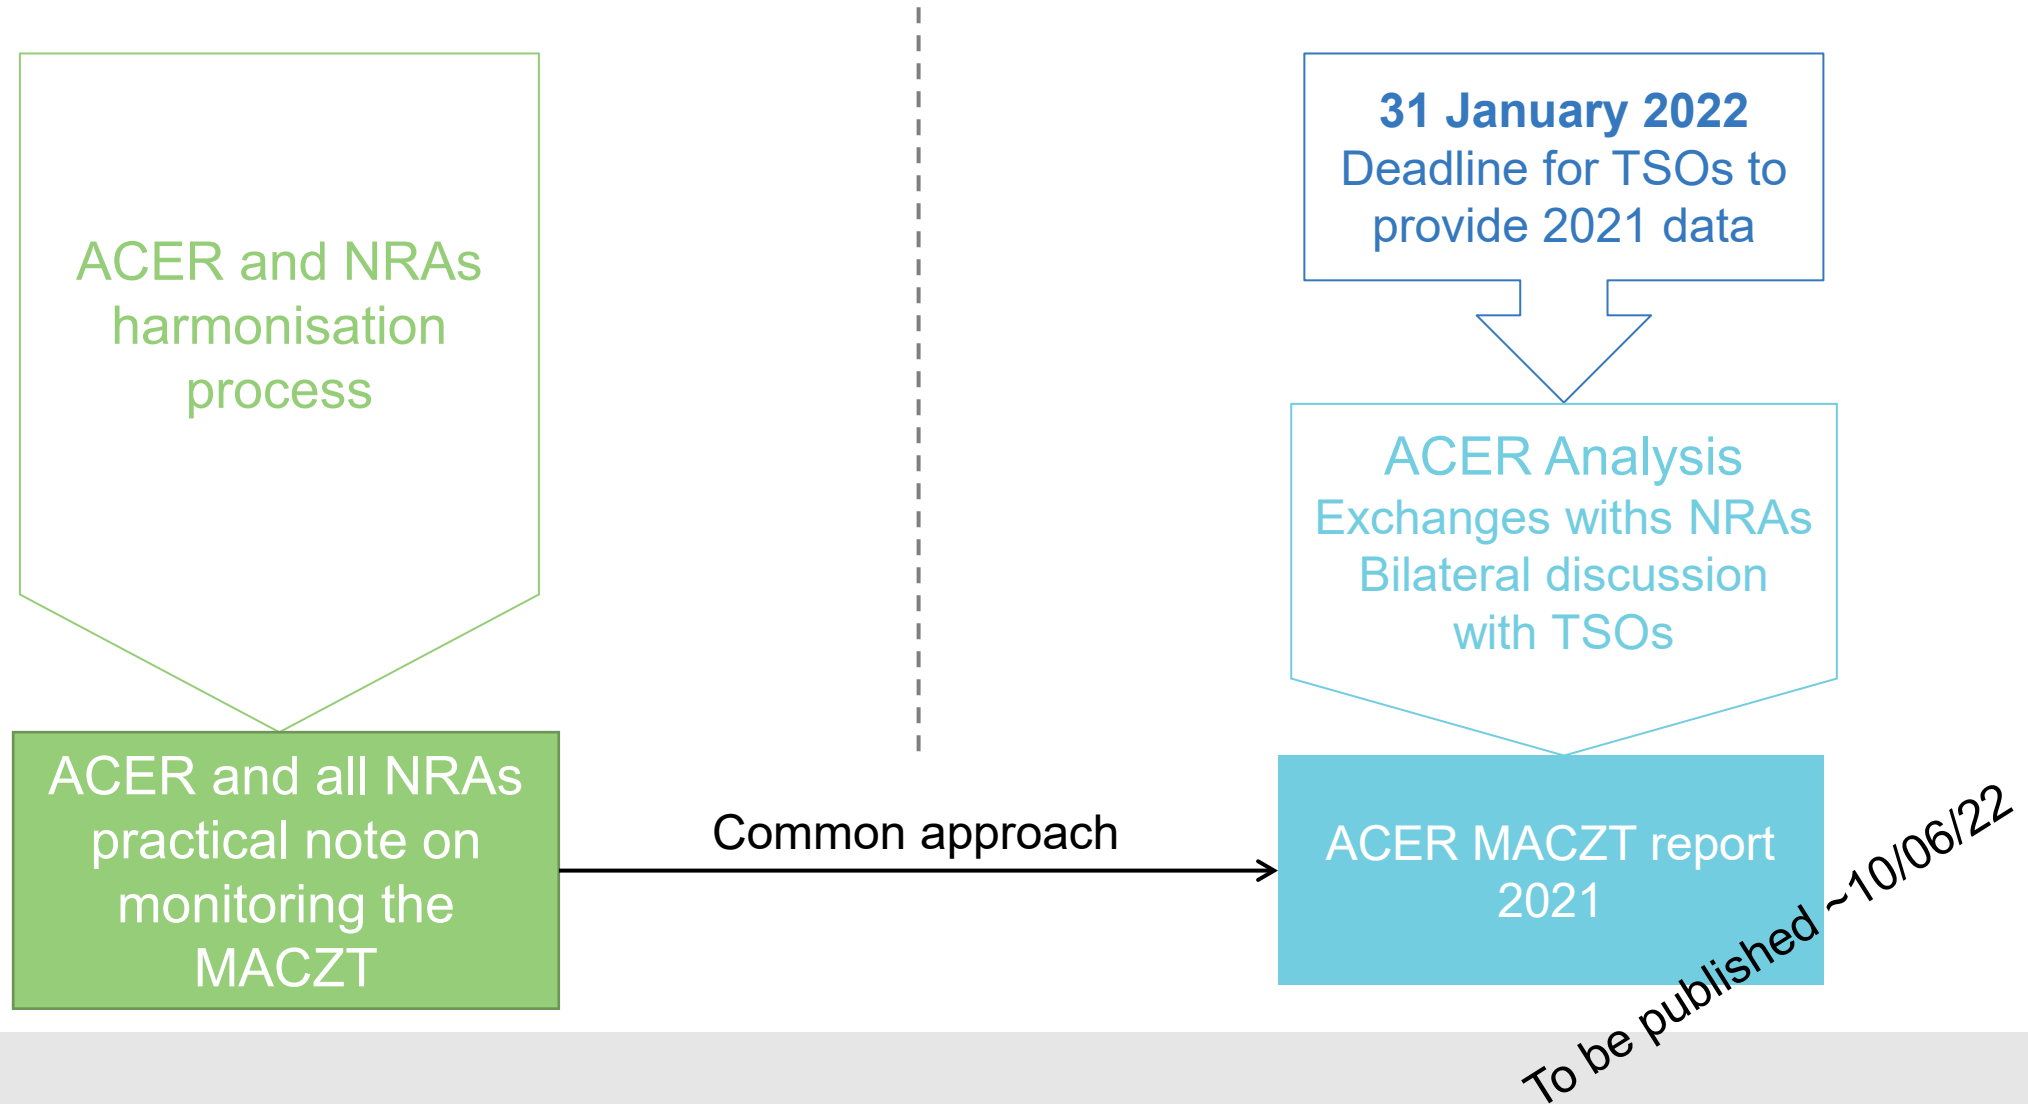 ACER and NRAs
harmonisation
process
ACER and all NRAs
practical note on
monitoring the
MACZT
Common approach
31 January 2022
Deadline for TSOs to
provide 2021 data
ACER Analysis
Exchanges withs NRAs
Bilateral discussion
with TSOs
ACER MACZT report
2021
To be published ~10/06/22